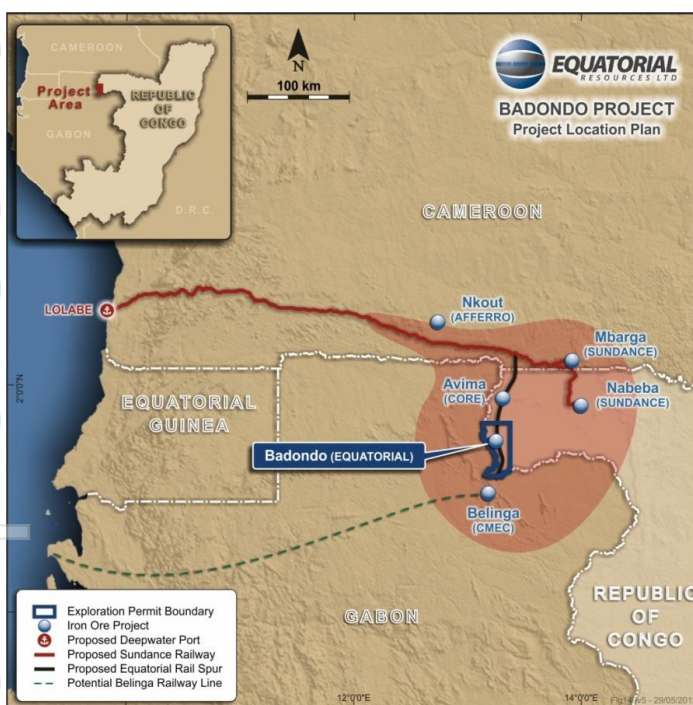 CAMEROON
Project
Area
REPUBLIC
OF
CONGO
GABON
D.R.C.
N
100 km
EQUATORIAL
RESOURCES LTD
BADONDO PROJECT
Project Location Plan
CAMEROON
LOLABE
Nkout
(AFFERRO)
Mbarga
(SUNDANCE)
Avima
(CORE)
Nabeba
(SUNDANCE)
2°0'0"N
EQUATORIAL
GUINEA
Badondo (EQUATORIAL)
Belinga
(CMEC)
GABON
REPUBLIC
OF
CONGO
Exploration Permit Boundary
Iron Ore Project
Proposed Deepwater Port
Proposed Sundance Railway
Proposed Equatorial Rail Spur
Potential Belinga Railway Line
12°0'0"E
14°0'0"E